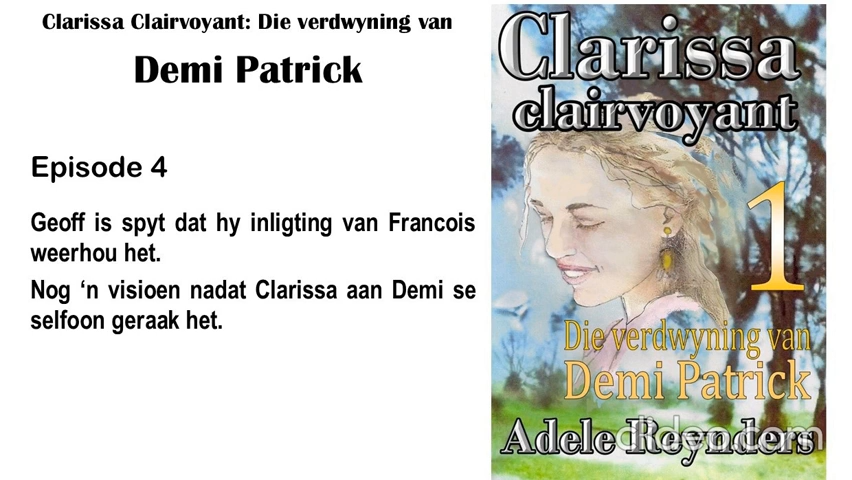 Clarissa Clairvoyant: Die verdwyning van
Demi Patrick
Episode 4
Geoff is spyt dat hy inligting van Francois
weerhou het.
Nog ‘n visioen nadat Clarissa aan Demi se
selfoon geraak het.
Clarissa
clairvoyant
1
Die verdwyning van
Demi Patrick
Adele Reynders